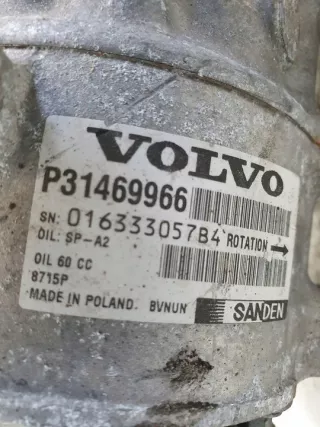 VOLVO
P31469966
SN: 016333057B4 ROTATION →
OIL: SP-A2
OIL 60 CC
8715P
MADE IN POLAND. BVNUN SANDEN